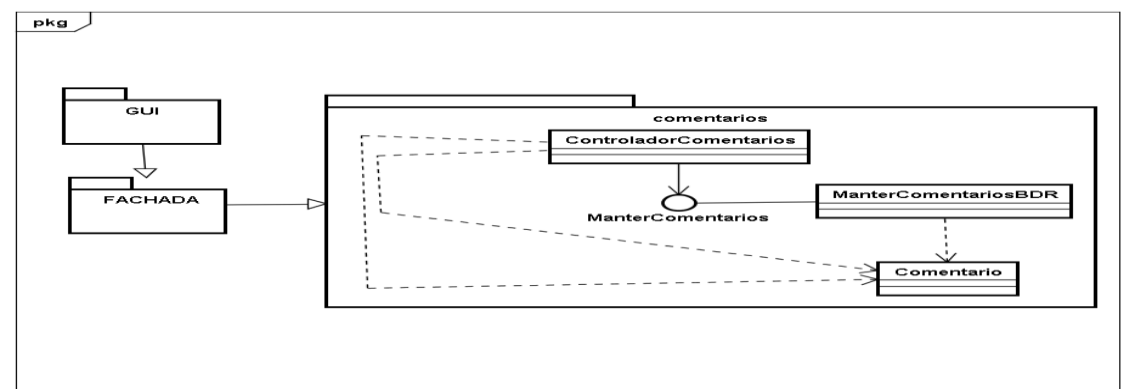 pkg
GUI
FACHADA
comentarios
ControladorComentarios
ManterComentarios
ManterComentariosBDR
Comentario